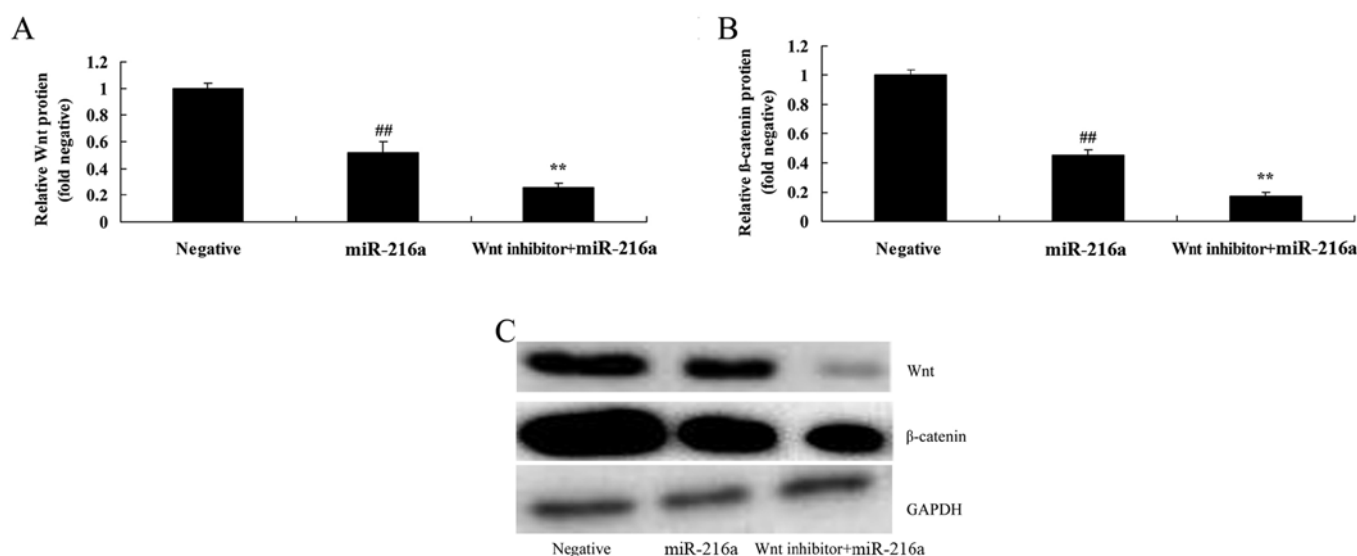 A
Relative Wnt protien
(fold negative)
1.2
1
0.8
0.6
0.4
0.2
0
##
**
Negative
miR-216a
Wnt inhibitor+miR-216a
B
Relative ß-catenin protien
(fold negative)
1.2
1
0.8
0.6
0.4
0.2
0
##
**
Negative
miR-216a
Wnt inhibitor+miR-216a
C
Wnt
β-catenin
GAPDH
Negative
miR-216a
Wnt inhibitor+miR-216a